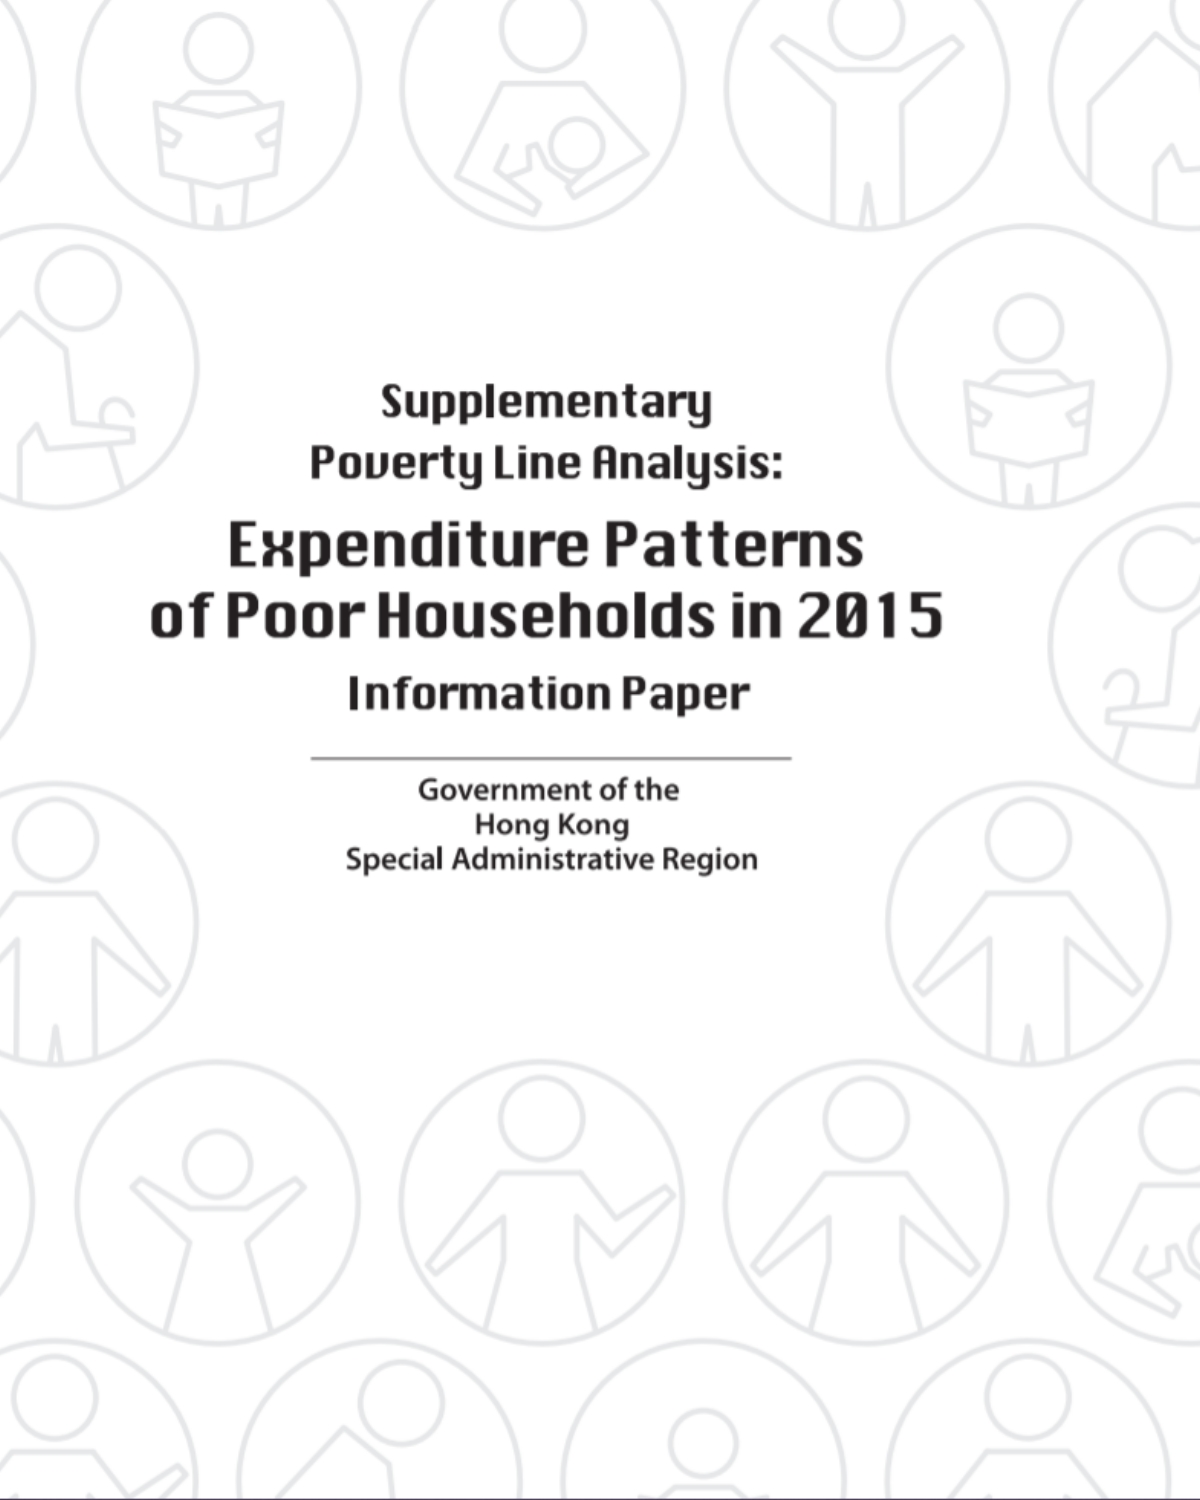 Supplementary
Poverty Line Analysis:
Expenditure Patterns
of Poor Households in 2015
Information Paper
Government of the
Hong Kong
Special Administrative Region